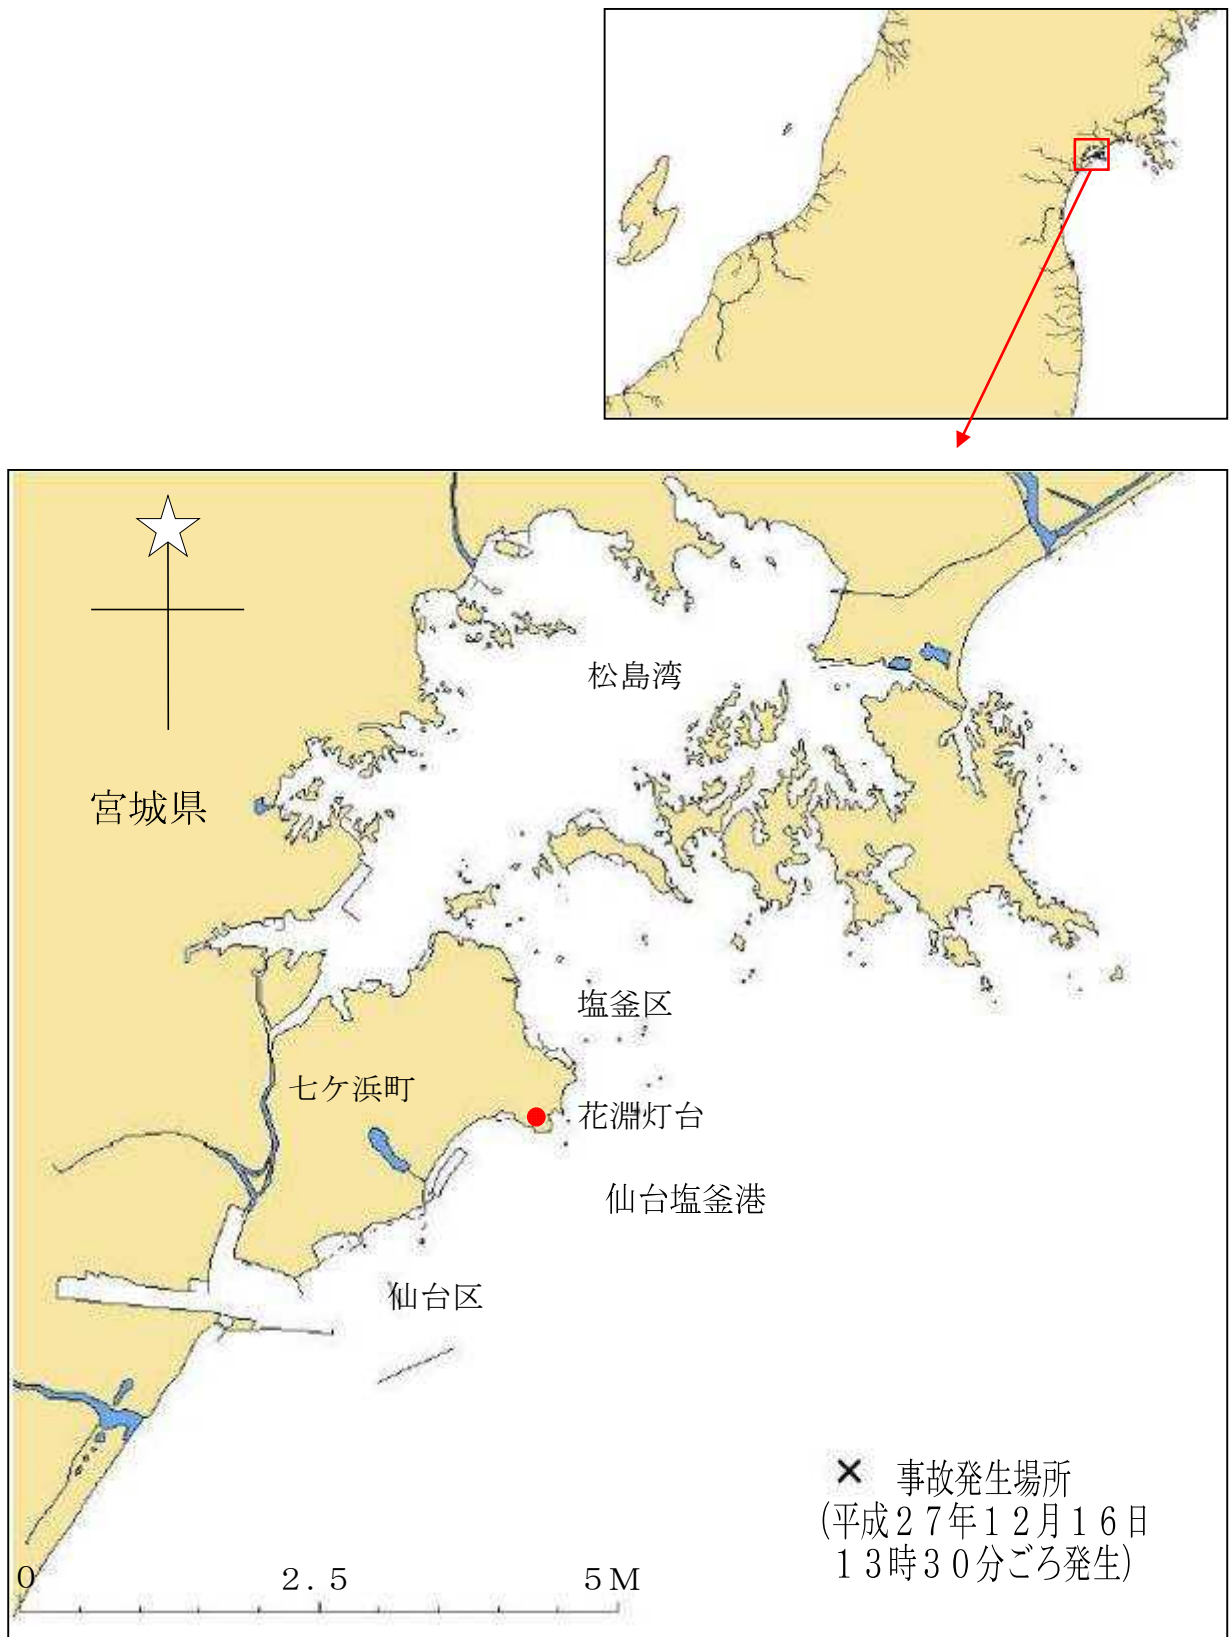 松島湾
宮城県
塩釜区
七ケ浜町
花淵灯台
仙台塩釜港
仙台区
× 事故発生場所
(平成27年12月16日
13時30分ごろ発生)
0 2.5 5M